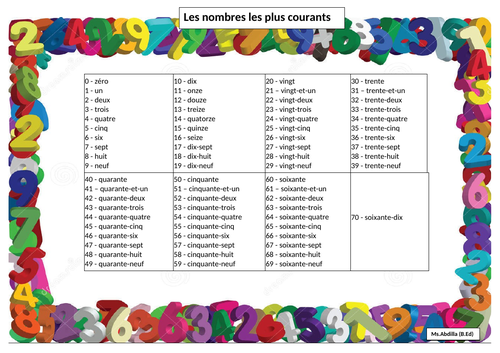 Les nombres les plus courants
0 - zéro
1 - un
2 - deux
3 - trois
4 - quatre
5 - cinq
6 - six
7 - sept
8 - huit
9 - neuf
10 - dix
11 - onze
12 - douze
13 - treize
14 - quatorze
15 - quinze
16 - seize
17 - dix-sept
18 - dix-huit
19 - dix-neuf
20 - vingt
21 – vingt-et-un
22 - vingt-deux
23 - vingt-trois
24 - vingt-quatre
25 - vingt-cinq
26 - vingt-six
27 - vingt-sept
28 - vingt-huit
29 - vingt-neuf
30 - trente
31 – trente-et-un
32 - trente-deux
33 - trente-trois
34 - trente-quatre
35 - trente-cinq
36 - trente-six
37 - trente-sept
38 - trente-huit
39 - trente-neuf
40 - quarante
41 – quarante-et-un
42 - quarante-deux
43 - quarante-trois
44 - quarante-quatre
45 - quarante-cinq
46 - quarante-six
47 - quarante-sept
48 - quarante-huit
49 - quarante-neuf
50 - cinquante
51 – cinquante-et-un
52 - cinquante-deux
53 - cinquante-trois
54 - cinquante-quatre
55 - cinquante-cinq
56 - cinquante-six
57 - cinquante-sept
58 - cinquante-huit
59 - cinquante-neuf
60 - soixante
61 – soixante-et-un
62 - soixante-deux
63 - soixante-trois
64 - soixante-quatre
65 - soixante-cinq
66 - soixante-six
67 - soixante-sept
68 - soixante-huit
69 - soixante-neuf
70 - soixante-dix
Ms.Abdilla (B.Ed)